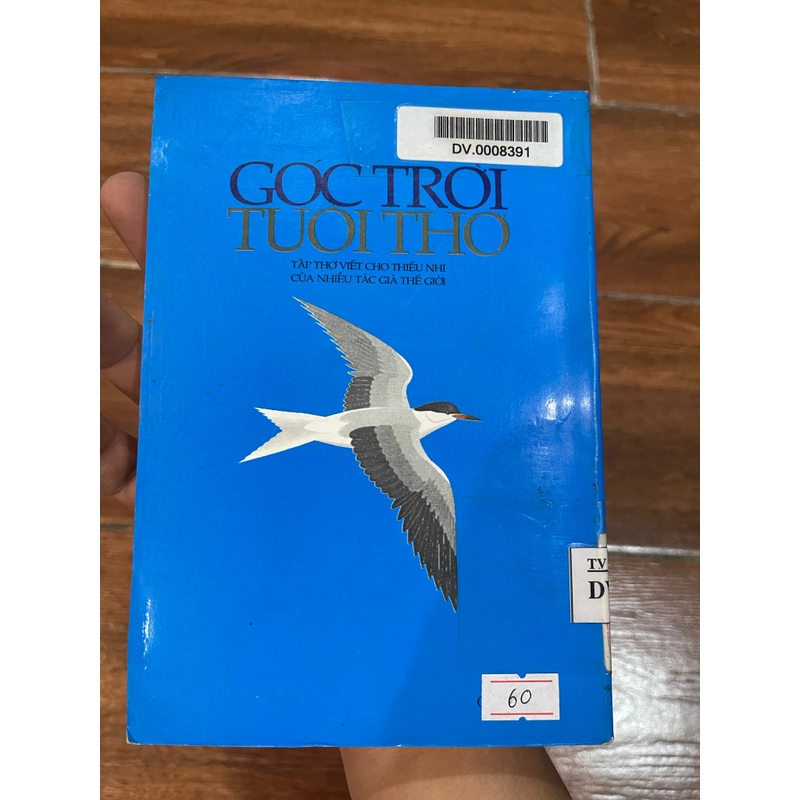 DV.0008391
GÓC TRỜI
TUỔI THƠ
TẬP THƠ VIẾT CHO THIẾU NHI
CỦA NHIỀU TÁC GIẢ THẾ GIỚI
TV
60